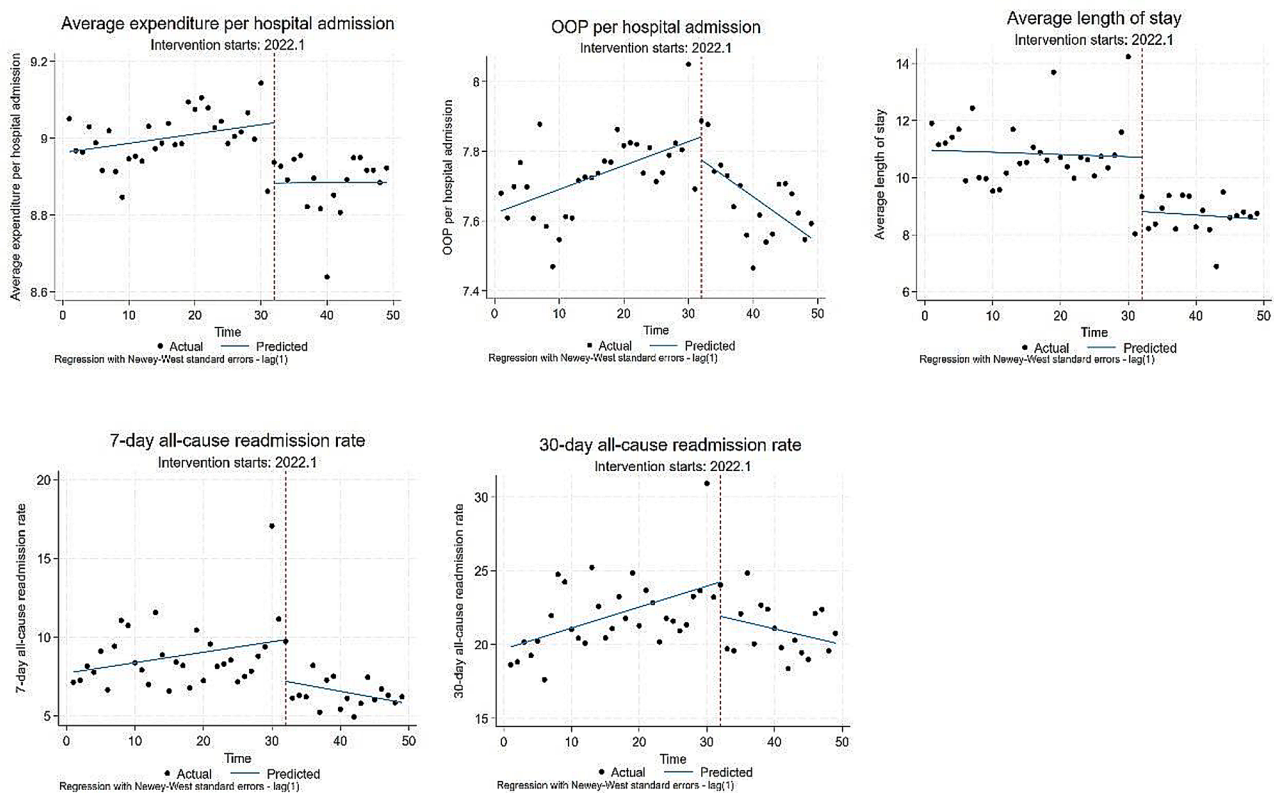 Average expenditure per hospital admission
Intervention starts: 2022.1
Average expenditure per hospital admission
9.2
9
8.8
8.6
0 10 20 30 40 50
Time
Actual Predicted
Regression with Newey-West standard errors - lag(1)
OOP per hospital admission
Intervention starts: 2022.1
OOP per hospital admission
8
7.8
7.6
7.4
0 10 20 30 40 50
Time
Actual Predicted
Regression with Newey-West standard errors - lag(1)
Average length of stay
Intervention starts: 2022.1
Average length of stay
14
12
10
8
6
0 10 20 30 40 50
Time
Actual Predicted
Regression with Newey-West standard errors - lag(1)
7-day all-cause readmission rate
Intervention starts: 2022.1
7-day all-cause readmission rate
20
15
10
5
0 10 20 30 40 50
Time
Actual Predicted
Regression with Newey-West standard errors - lag(1)
30-day all-cause readmission rate
Intervention starts: 2022.1
30-day all-cause readmission rate
30
25
20
15
0 10 20 30 40 50
Time
Actual Predicted
Regression with Newey-West standard errors - lag(1)